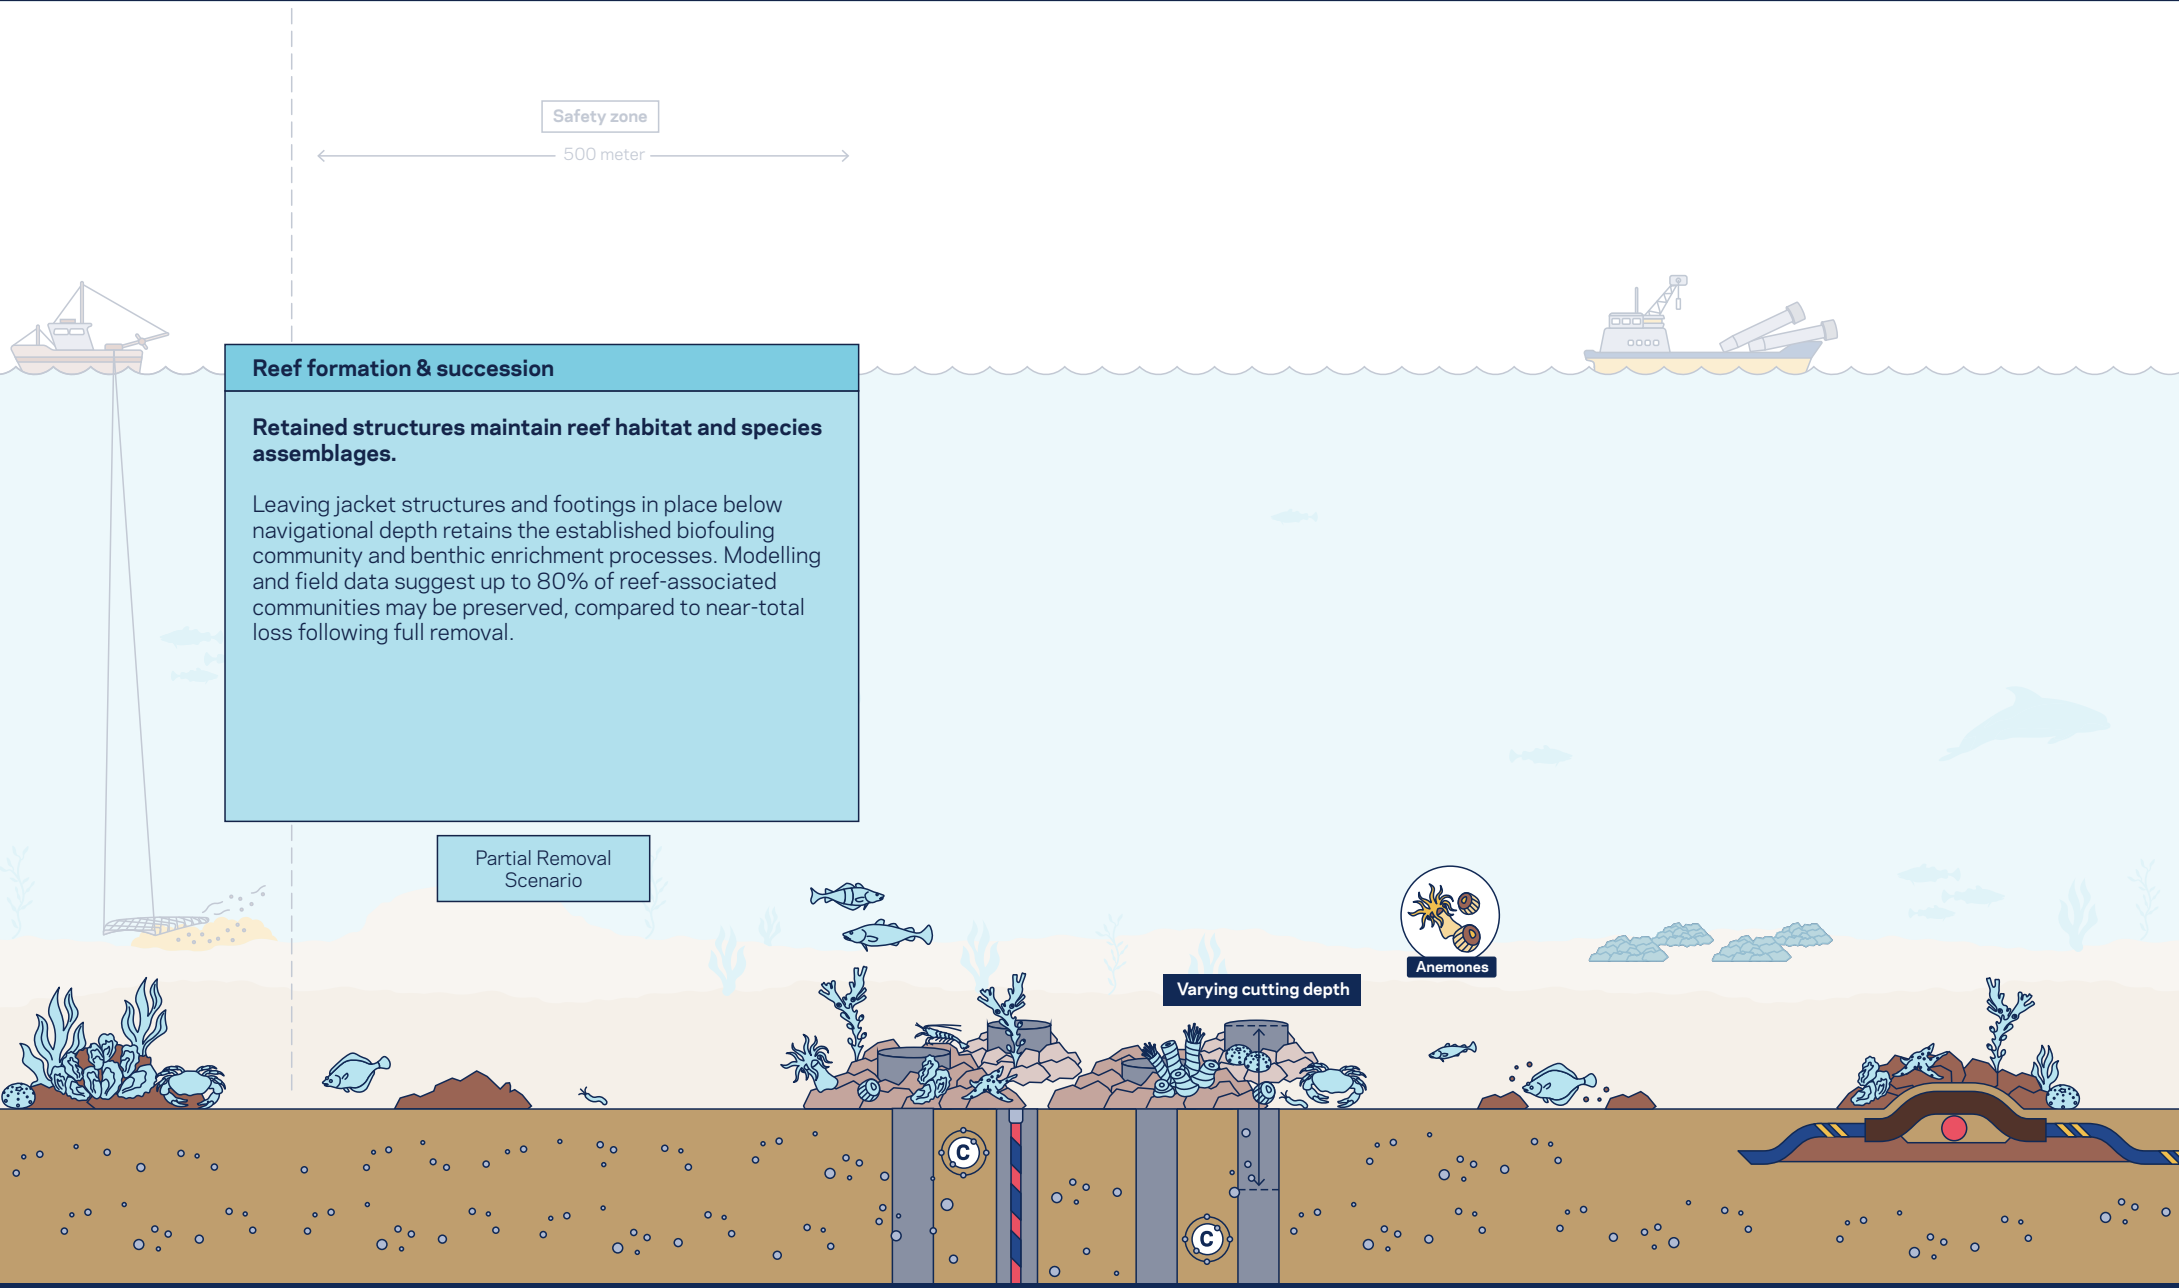 Safety zone
500 meter
Reef formation & succession
Retained structures maintain reef habitat and species
assemblages.
Leaving jacket structures and footings in place below
navigational depth retains the established biofouling
community and benthic enrichment processes. Modelling
and field data suggest up to 80% of reef-associated
communities may be preserved, compared to near-total
loss following full removal.
Partial Removal
Scenario
Anemones
Varying cutting depth
C
C